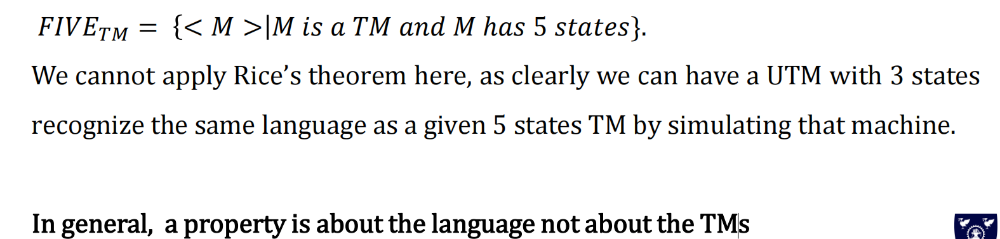 FIVE_TM = {< M >|M is a TM and M has 5 states}.
We cannot apply Rice’s theorem here, as clearly we can have a UTM with 3 states
recognize the same language as a given 5 states TM by simulating that machine.
In general, a property is about the language not about the TMs